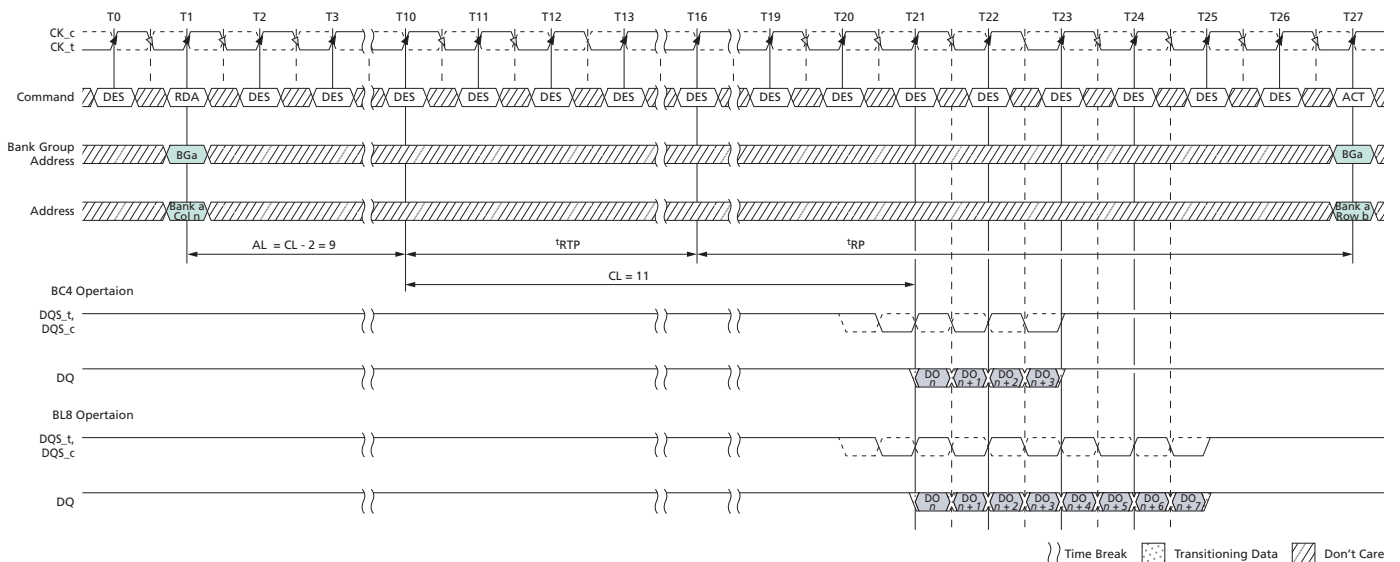 T0 T1 T2 T3 T10 T11 T12 T13 T16 T19 T20 T21 T22 T23 T24 T25 T26 T27
CK_c
CK_t
Command DES RDA DES DES DES DES DES DES DES DES DES DES DES DES DES DES DES ACT
Bank Group
Address BGa BGa
Address Bank a
Col n Bank a
Row b
AL = CL - 2 = 9 tRTP tRP
CL = 11
BC4 Opertaion
DQS_t,
DQS_c
DQ DO
n DO
n + 1 DO
n + 2 DO
n + 3
BL8 Opertaion
DQS_t,
DQS_c
DQ DO
n DO
n + 1 DO
n + 2 DO
n + 3 DO
n + 4 DO
n + 5 DO
n + 6 DO
n + 7
Time Break Transitioning Data Don't Care